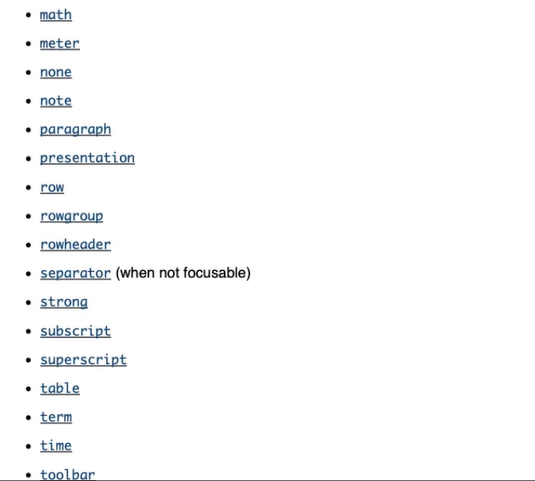 math
meter
none
note
paragraph
presentation
row
rowgroup
rowheader
separator (when not focusable)
strong
subscript
superscript
table
term
time
toolbar